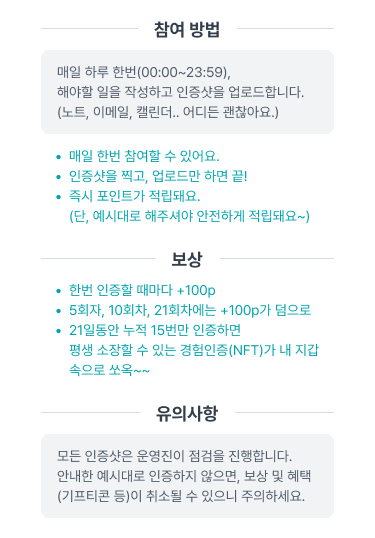 참여 방법
매일 하루 한번(00:00~23:59),
해야할 일을 작성하고 인증샷을 업로드합니다.
(노트, 이메일, 캘린더.. 어디든 괜찮아요.)
• 매일 한번 참여할 수 있어요.
• 인증샷을 찍고, 업로드만 하면 끝!
• 즉시 포인트가 적립돼요.
(단, 예시대로 해주셔야 안전하게 적립돼요~)
보상
• 한번 인증할 때마다 +100p
• 5회자, 10회차, 21회차에는 +100p가 덤으로
• 21일동안 누적 15번만 인증하면
평생 소장할 수 있는 경험인증(NFT)가 내 지갑
속으로 쏘옥~~
유의사항
모든 인증샷은 운영진이 점검을 진행합니다.
안내한 예시대로 인증하지 않으면, 보상 및 혜택
(기프티콘 등)이 취소될 수 있으니 주의하세요.